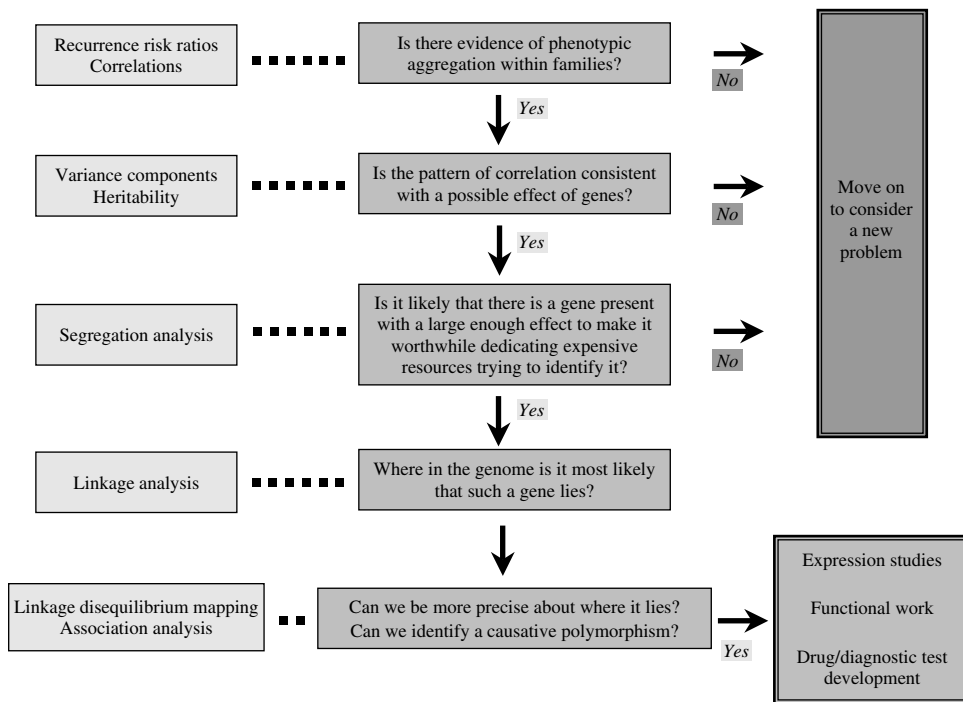 Recurrence risk ratios
Correlations
Is there evidence of phenotypic
aggregation within families?
No
Yes
Variance components
Heritability
Is the pattern of correlation consistent
with a possible effect of genes?
No
Yes
Move on
to consider
a new
problem
Segregation analysis
Is it likely that there is a gene present
with a large enough effect to make it
worthwhile dedicating expensive
resources trying to identify it?
No
Yes
Linkage analysis
Where in the genome is it most likely
that such a gene lies?
Linkage disequilibrium mapping
Association analysis
Can we be more precise about where it lies?
Can we identify a causative polymorphism?
Yes
Expression studies
Functional work
Drug/diagnostic test
development